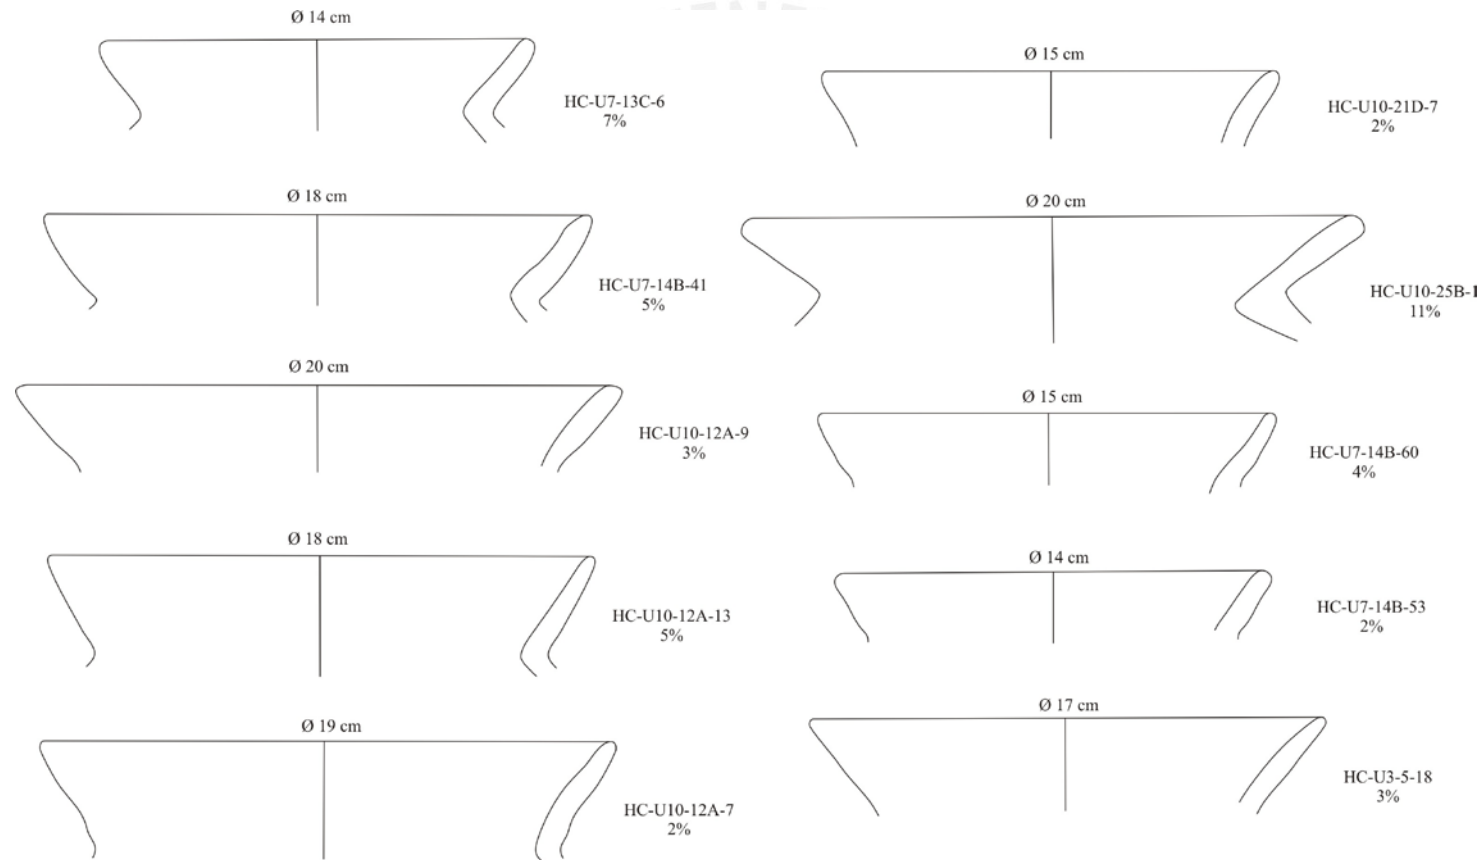 Ø 14 cm
HC-U7-13C-6
7%
Ø 18 cm
HC-U7-14B-41
5%
Ø 20 cm
HC-U10-12A-9
3%
Ø 18 cm
HC-U10-12A-13
5%
Ø 19 cm
HC-U10-12A-7
2%
Ø 15 cm
HC-U10-21D-7
2%
Ø 20 cm
HC-U10-25B-1
11%
Ø 15 cm
HC-U7-14B-60
4%
Ø 14 cm
HC-U7-14B-53
2%
Ø 17 cm
HC-U3-5-18
3%